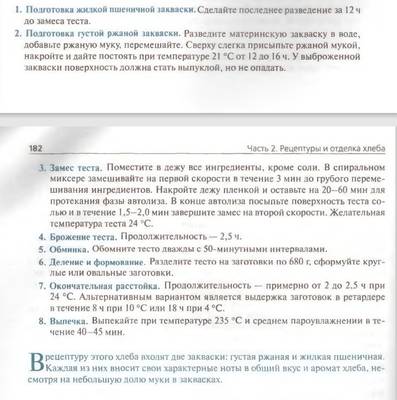 1. Подготовка жидкой пшеничной закваски. Сделайте последнее разведение за 12 ч
до замеса теста.
2. Подготовка густой ржаной закваски. Разведите материнскую закваску в воде,
добавьте ржаную муку, перемешайте. Сверху слегка присыпьте ржаной мукой,
накройте и дайте постоять при температуре 21 °С от 12 до 16 ч. У выброженной
закваски поверхность должна стать выпуклой, но не опадать.
182 Часть 2. Рецептуры и отделка хлеба
3. Замес теста. Поместите в дежу все ингредиенты, кроме соли. В спиральном
миксере замешивайте на первой скорости в течение 3 мин до грубого переме-
шивания ингредиентов. Накройте дежу пленкой и оставьте на 20–60 мин для
протекания фазы автолиза. В конце автолиза посыпьте поверхность теста со-
лью и в течение 1,5–2,0 мин завершите замес на второй скорости. Желательная
температура теста 24 °С.
4. Брожение теста. Продолжительность — 2,5 ч.
5. Обминка. Обомните тесто дважды с 50-минутными интервалами.
6. Деление и формование. Разделите тесто на заготовки по 680 г, сформуйте круг-
лые или овальные заготовки.
7. Окончательная расстойка. Продолжительность — примерно от 2 до 2,5 ч при
24 °С. Альтернативным вариантом является выдержка заготовок в ретардере
в течение 8 ч при 10 °С или 18 ч при 4 °С.
8. Выпечка. Выпекайте при температуре 235 °С и среднем пароувлажнении в те-
чение 40–45 мин.
В рецептуру этого хлеба входят две закваски: густая ржаная и жидкая пшеничная.
Каждая из них вносит свои характерные ноты в общий вкус и аромат хлеба, не-
смотря на небольшую долю муки в заквасках.